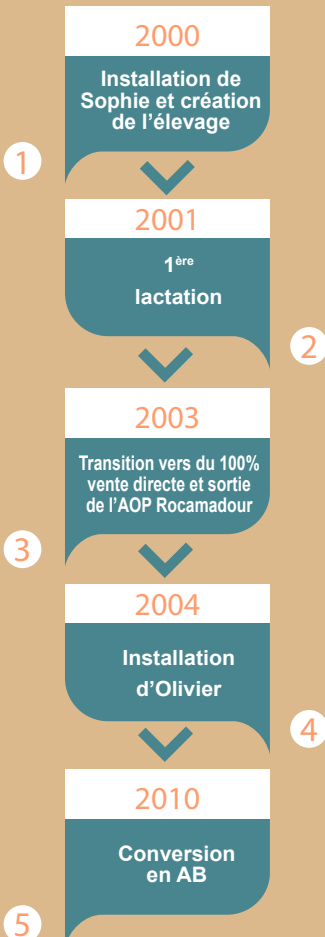 2000
Installation de
Sophie et création
de l'élevage
1
2001
1ère
lactation
2
2003
Transition vers du 100%
vente directe et sortie
de l'AOP Rocamadour
3
2004
Installation
d'Olivier
4
2010
Conversion
en AB
5